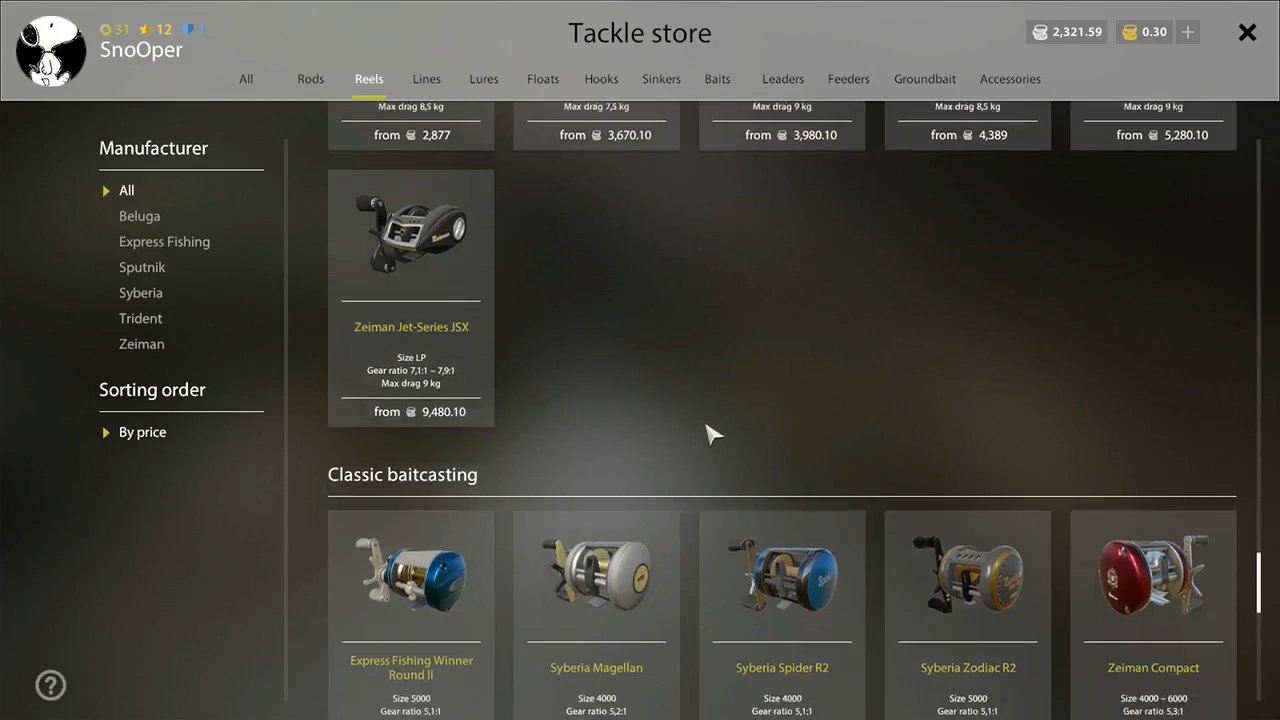 31 12 1
SnoOper
Tackle store
2,321.59
0.30
All Rods Reels Lines Lures Floats Hooks Sinkers Baits Leaders Feeders Groundbait Accessories
Manufacturer
All
Beluga
Express Fishing
Sputnik
Syberia
Trident
Zeiman
Sorting order
By price
Max drag 8,5 kg
from 2,877
Max drag 7,5 kg
from 3,670.10
Max drag 9 kg
from 3,980.10
Max drag 8,5 kg
from 4,389
Max drag 9 kg
from 5,280.10
Zeiman Jet-Series JSX
Size LP
Gear ratio 7,1:1 – 7,9:1
Max drag 9 kg
from 9,480.10
Classic baitcasting
Express Fishing Winner
Round II
Size 5000
Gear ratio 5,1:1
Syberia Magellan
Size 4000
Gear ratio 5,2:1
Syberia Spider R2
Size 4000
Gear ratio 5,1:1
Syberia Zodiac R2
Size 5000
Gear ratio 5,1:1
Zeiman Compact
Size 4000 – 6000
Gear ratio 5,3:1